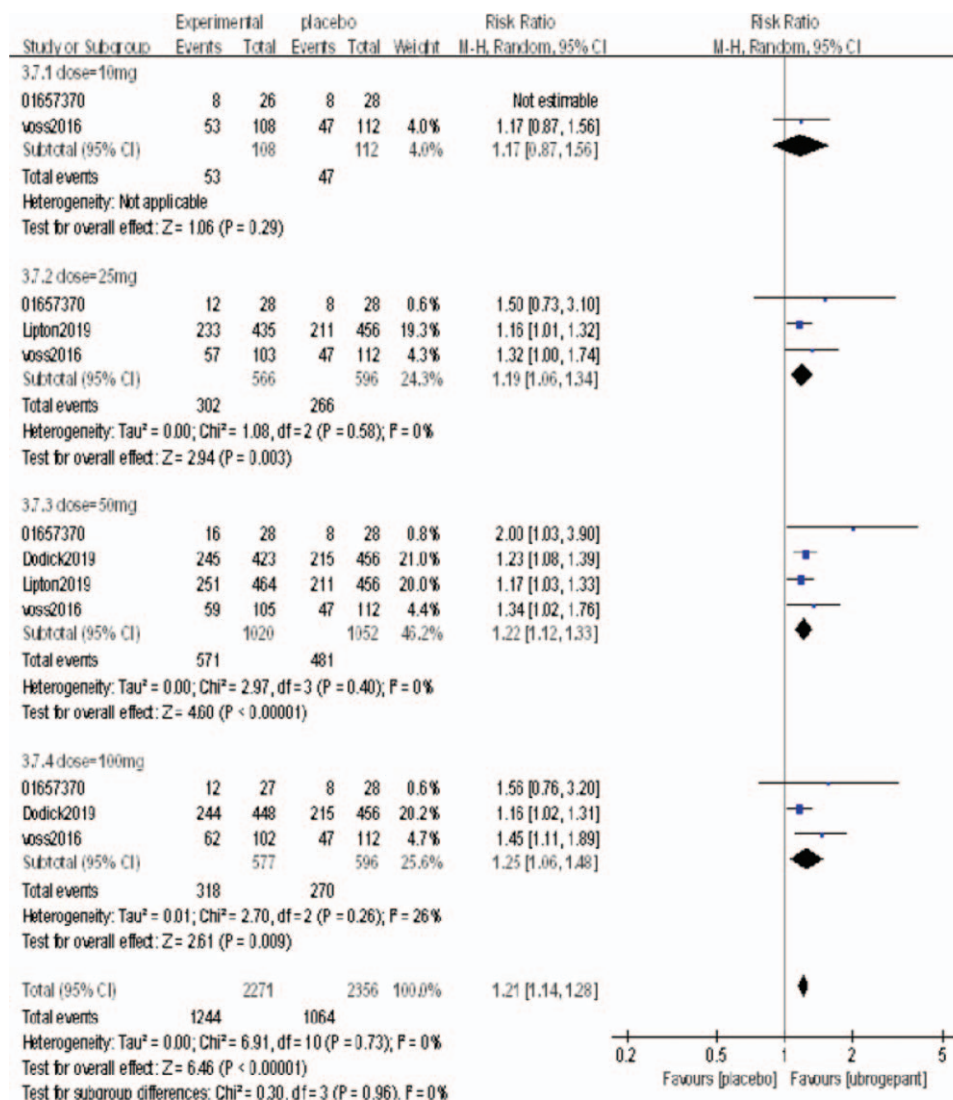 Experimental placebo Risk Ratio Risk Ratio
Study or Subgroup Events Total Events Total Weight M-H, Random, 95% CI M-H, Random, 95% CI
3.7.1 dose=10mg
01657370 8 26 8 28 Not estimable
voss2016 53 108 47 112 4.0% 1.17 [0.87, 1.56]
Subtotal (95% CI) 108 112 4.0% 1.17 [0.87, 1.56]
Total events 53 47
Heterogeneity: Not applicable
Test for overall effect: Z = 1.06 (P = 0.29)
3.7.2 dose=25mg
01657370 12 28 8 28 0.6% 1.50 [0.73, 3.10]
Lipton2019 233 435 211 456 19.3% 1.16 [1.01, 1.32]
voss2016 57 103 47 112 4.3% 1.32 [1.00, 1.74]
Subtotal (95% CI) 566 596 24.3% 1.19 [1.06, 1.34]
Total events 302 266
Heterogeneity: Tau² = 0.00; Chi² = 1.08, df = 2 (P = 0.58); I² = 0%
Test for overall effect: Z = 2.94 (P = 0.003)
3.7.3 dose=50mg
01657370 16 28 8 28 0.8% 2.00 [1.03, 3.90]
Dodick2019 245 423 215 456 21.0% 1.23 [1.08, 1.39]
Lipton2019 251 464 211 456 20.0% 1.17 [1.03, 1.33]
voss2016 59 105 47 112 4.4% 1.34 [1.02, 1.76]
Subtotal (95% CI) 1020 1052 46.2% 1.22 [1.12, 1.33]
Total events 571 481
Heterogeneity: Tau² = 0.00; Chi² = 2.97, df = 3 (P = 0.40); I² = 0%
Test for overall effect: Z = 4.60 (P < 0.00001)
3.7.4 dose=100mg
01657370 12 27 8 28 0.6% 1.56 [0.76, 3.20]
Dodick2019 244 448 215 456 20.2% 1.16 [1.02, 1.31]
voss2016 62 102 47 112 4.7% 1.45 [1.11, 1.89]
Subtotal (95% CI) 577 596 25.6% 1.25 [1.06, 1.48]
Total events 318 270
Heterogeneity: Tau² = 0.01; Chi² = 2.70, df = 2 (P = 0.26); I² = 26%
Test for overall effect: Z = 2.61 (P = 0.009)
Total (95% CI) 2271 2356 100.0% 1.21 [1.14, 1.28]
Total events 1244 1064
Heterogeneity: Tau² = 0.00; Chi² = 6.91, df = 10 (P = 0.73); I² = 0%
Test for overall effect: Z = 6.46 (P < 0.00001)
Test for subgroup differences: Chi² = 0.30, df = 3 (P = 0.96), I² = 0%
0.2 0.5 1 2 5
Favours [placebo] Favours [ubrogepant]